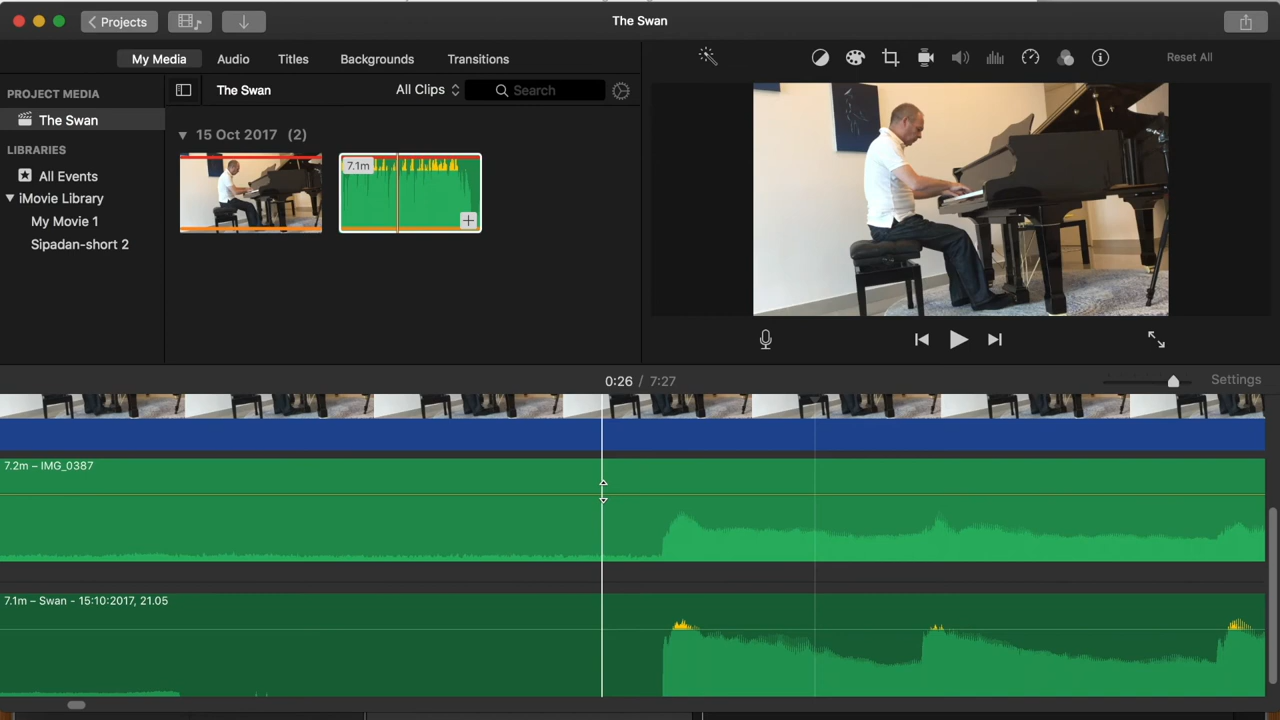 Projects
The Swan
My Media
Audio
Titles
Backgrounds
Transitions
Reset All
PROJECT MEDIA
The Swan
LIBRARIES
All Events
iMovie Library
My Movie 1
Sipadan-short 2
The Swan
All Clips
Search
15 Oct 2017 (2)
7.1m
0:26 / 7:27
Settings
7.2m – IMG_0387
7.1m – Swan - 15:10:2017, 21.05